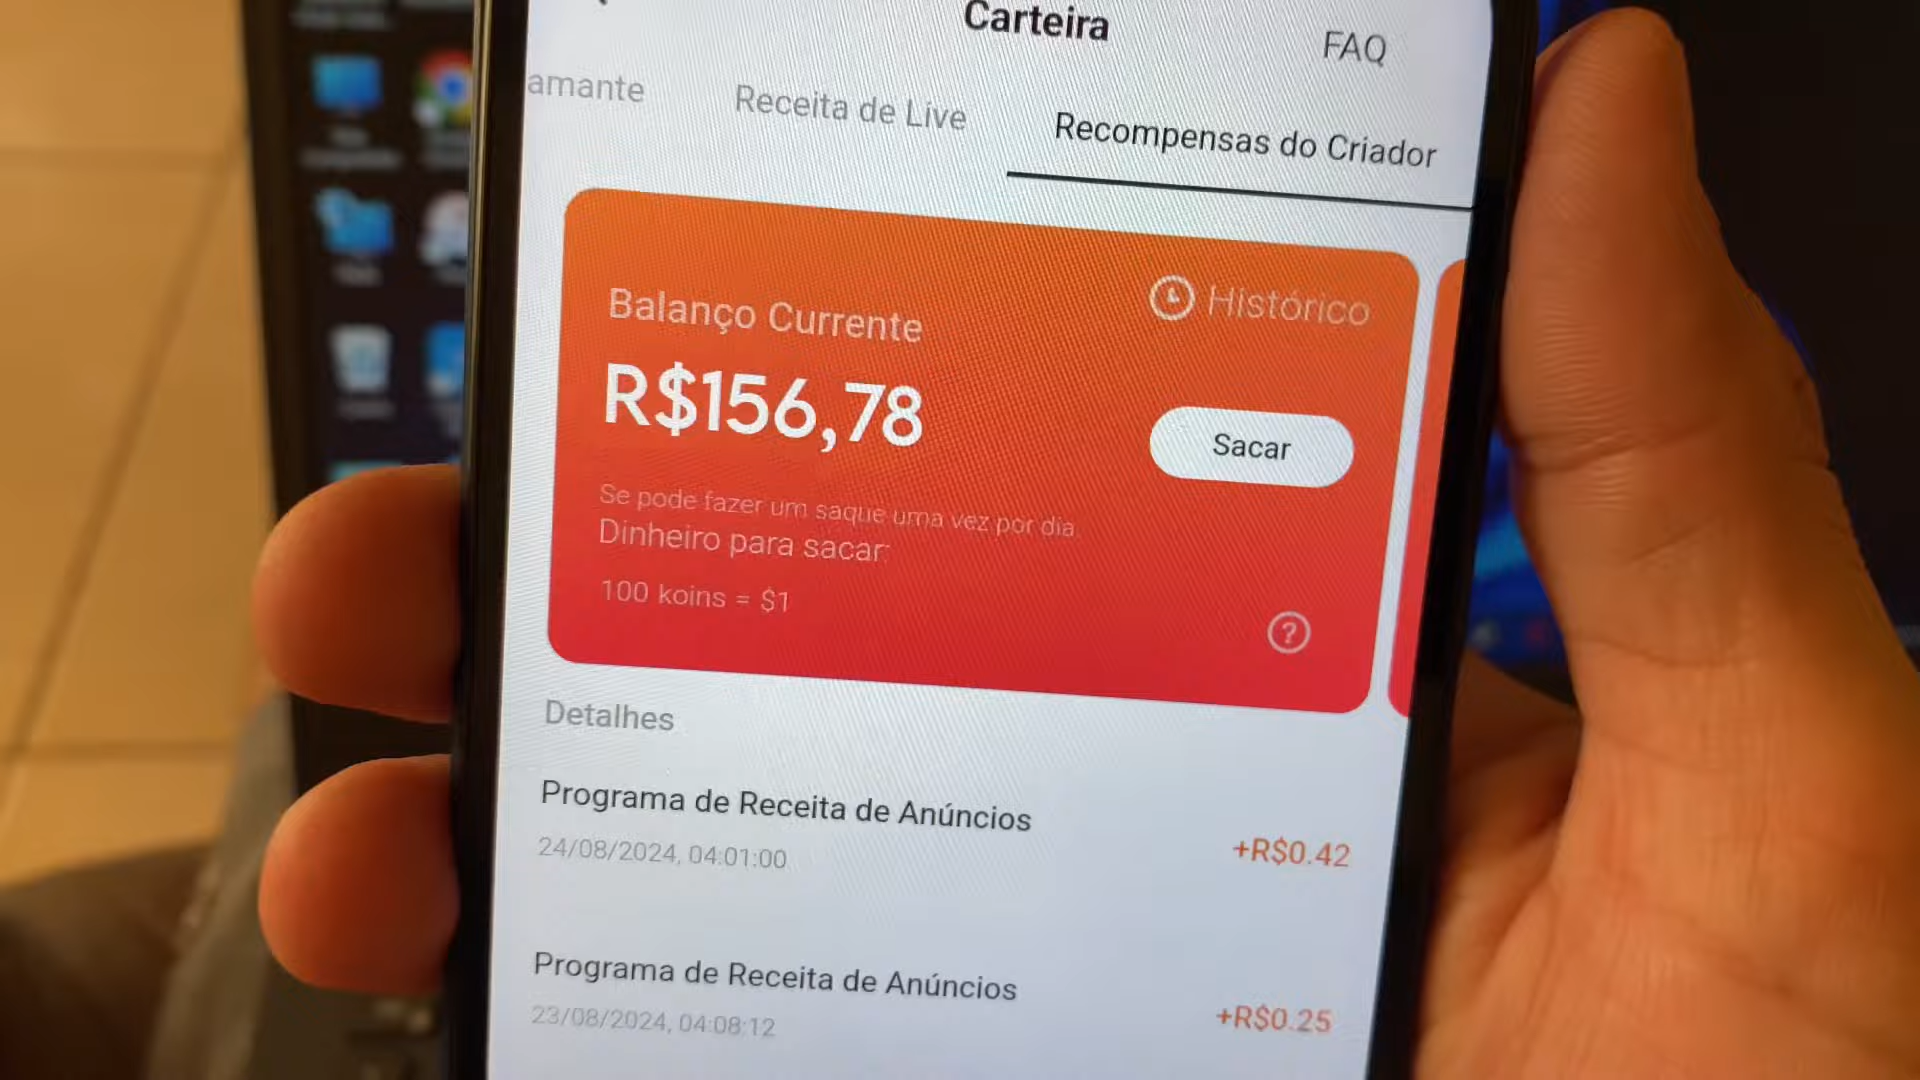 Carteira
FAQ
amante
Receita de Live
Recompensas do Criador
Balanço Currente
Histórico
R$156,78
Sacar
Se pode fazer um saque uma vez por dia.
Dinheiro para sacar:
100 koins = $1
?
Detalhes
Programa de Receita de Anúncios
+R$0.42
24/08/2024, 04:01:00
Programa de Receita de Anúncios
+R$0.25
23/08/2024, 04:08:12